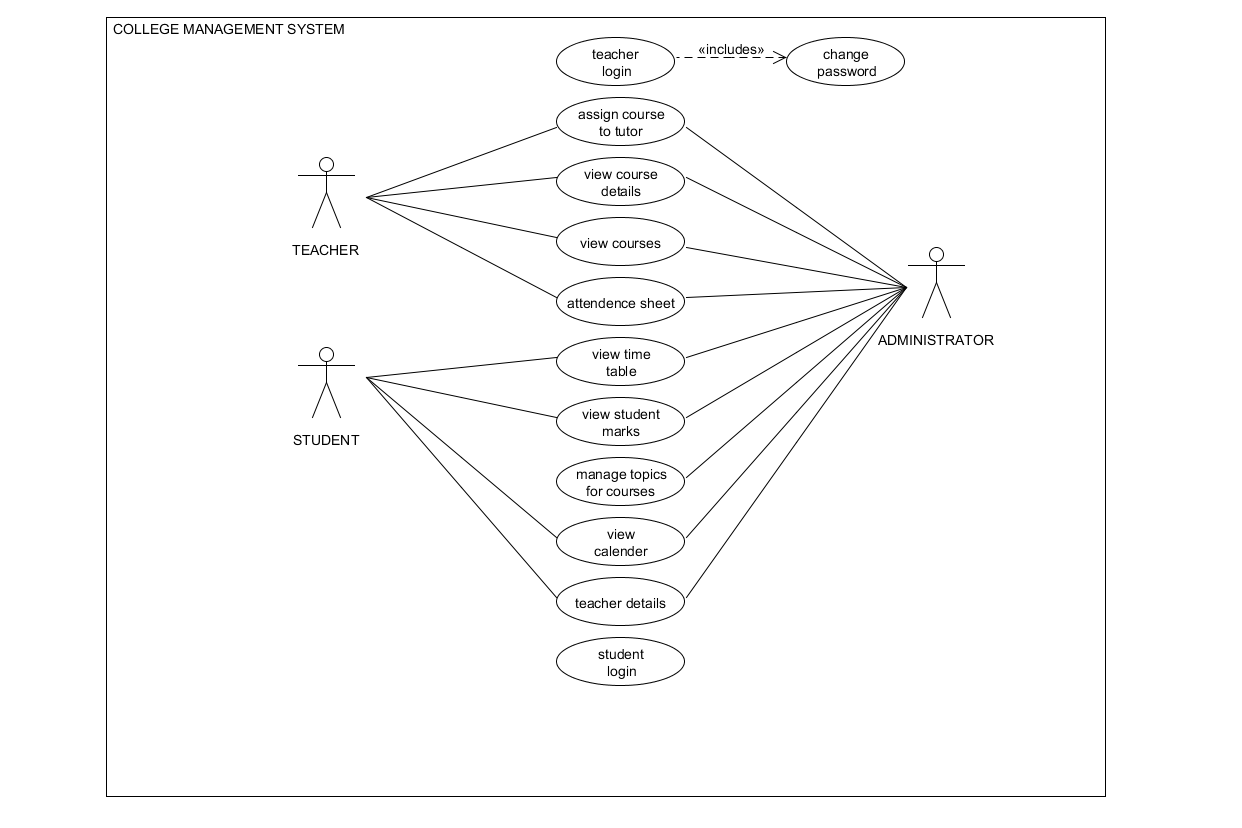 COLLEGE MANAGEMENT SYSTEM
teacher
login
«includes»
change
password
assign course
to tutor
view course
details
view courses
attendence sheet
view time
table
view student
marks
manage topics
for courses
view
calender
teacher details
student
login
TEACHER
STUDENT
ADMINISTRATOR